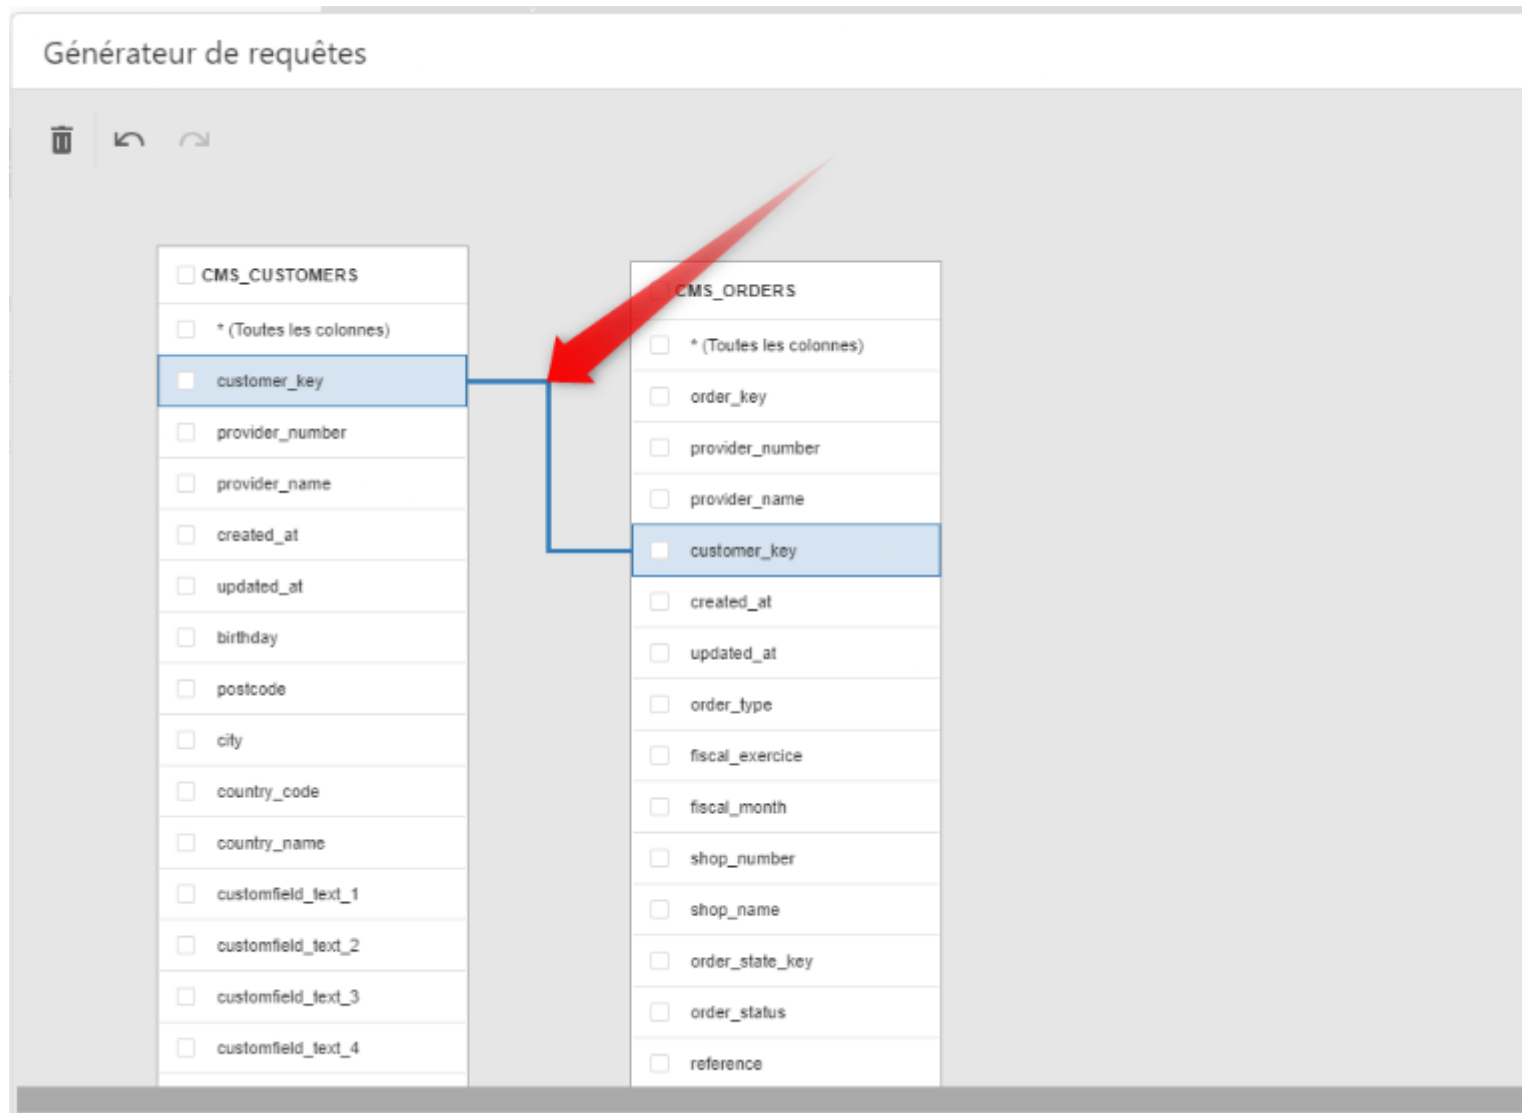 Générateur de requêtes
CMS_CUSTOMERS
* (Toutes les colonnes)
customer_key
provider_number
provider_name
created_at
updated_at
birthday
postcode
city
country_code
country_name
customfield_text_1
customfield_text_2
customfield_text_3
customfield_text_4
CMS_ORDERS
* (Toutes les colonnes)
order_key
provider_number
provider_name
customer_key
created_at
updated_at
order_type
fiscal_exercice
fiscal_month
shop_number
shop_name
order_state_key
order_status
reference